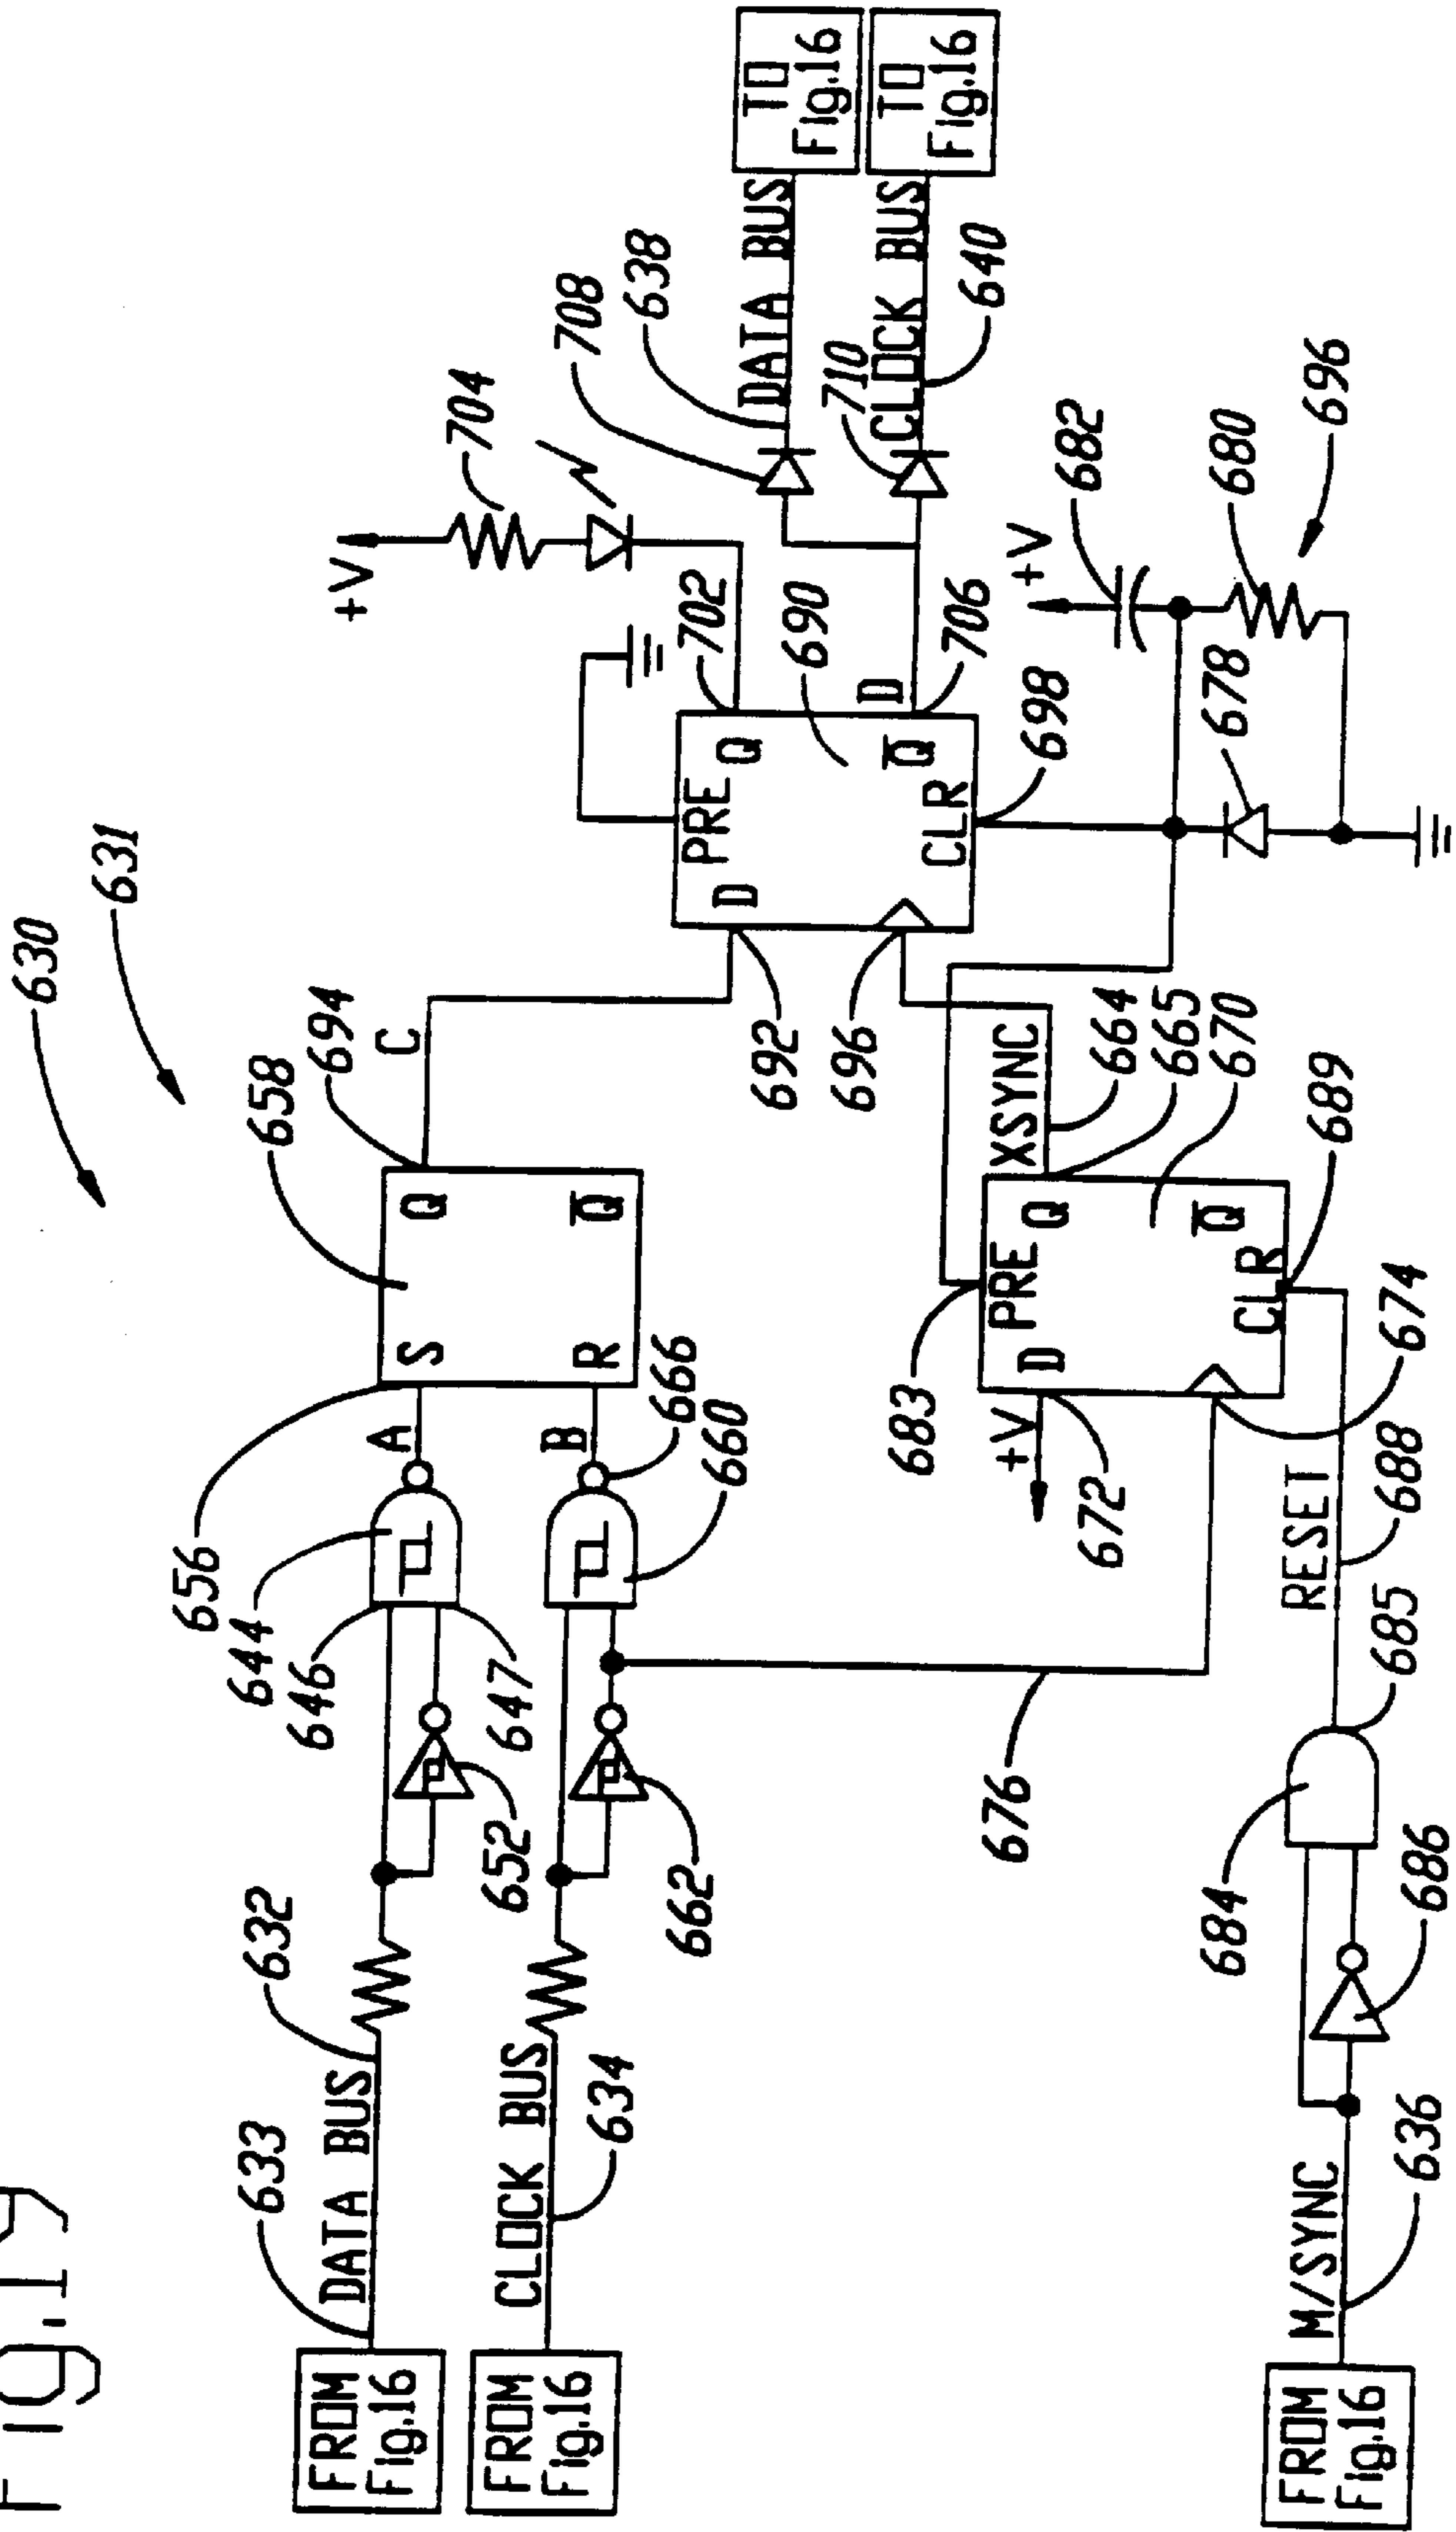 Fig.19
630
631
FROM
Fig.16
633
DATA BUS
632
646
644
656
647
652
A
S
Q
658
694
C
FROM
Fig.16
CLOCK BUS
634
662
B
R
Q
666
660
676
FROM
Fig.16
M/SYNC
636
686
684
685
RESET
688
+V
672
683
D
PRE
Q
Q
CLR
674
689
XSYNC
664
665
670
692
696
D
PRE
Q
Q
CLR
690
698
702
706
D
+V
704
708
638
DATA BUS
TO
Fig.16
710
CLOCK BUS
640
TO
Fig.16
+V
682
680
678
696